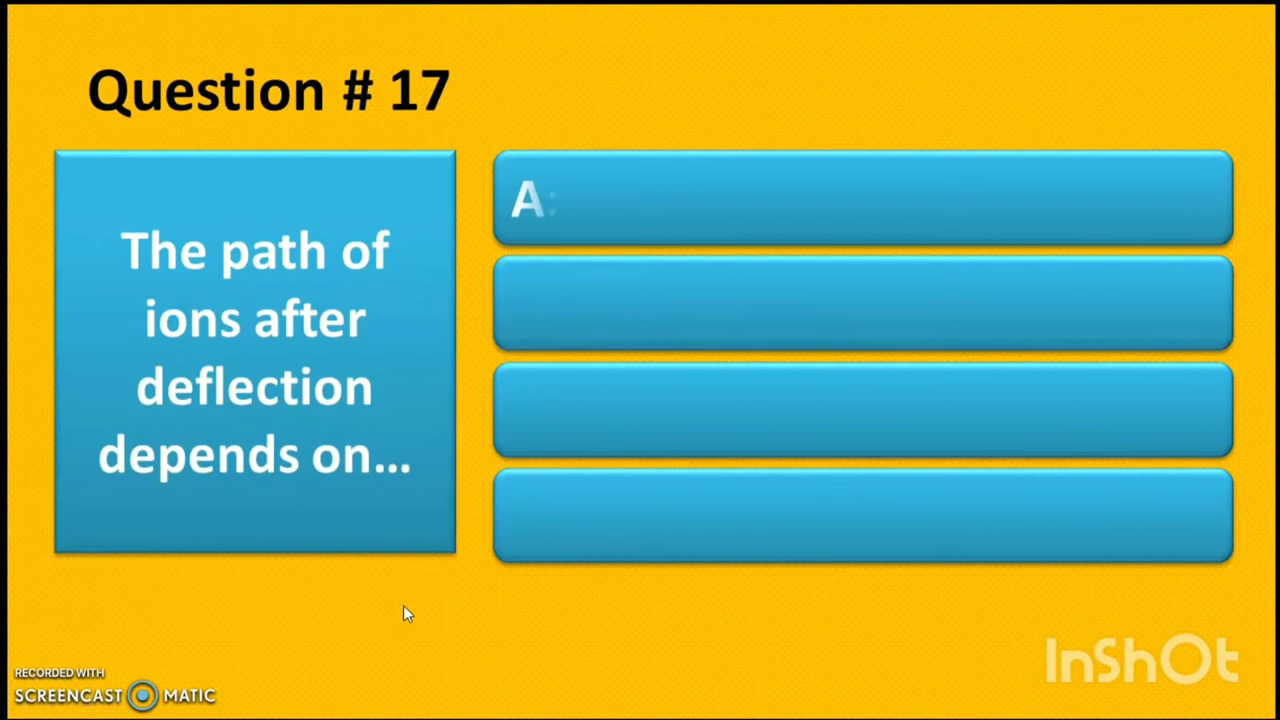 Question # 17
The path of
ions after
deflection
depends on...
A:
RECORDED WITH
SCREENCAST MATIC
InShOt